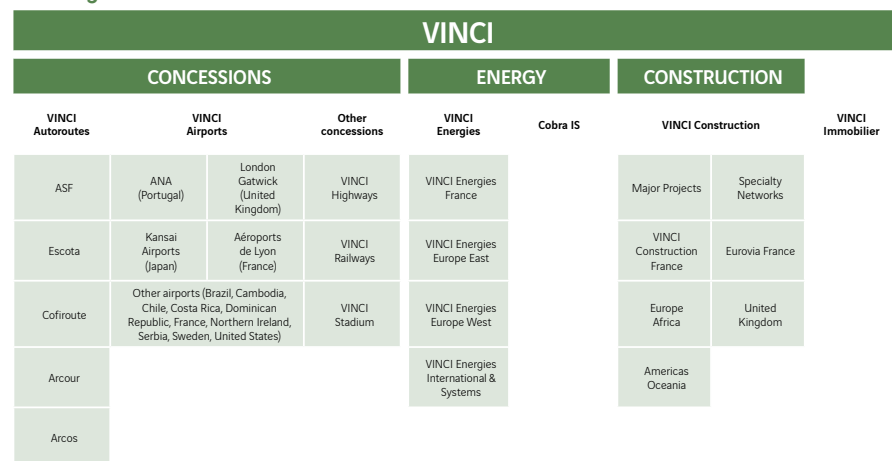 VINCI
CONCESSIONS
ENERGY
CONSTRUCTION
VINCI
Autoroutes
VINCI
Airports
Other
concessions
VINCI
Energies
Cobra IS
VINCI Construction
VINCI
Immobilier
ASF
ANA
(Portugal)
London
Gatwick
(United
Kingdom)
VINCI
Highways
VINCI Energies
France
Major Projects
Specialty
Networks
Escota
Kansai
Airports
(Japan)
Aéroports
de Lyon
(France)
VINCI
Railways
VINCI Energies
Europe East
VINCI
Construction
France
Eurovia France
Cofiroute
Other airports (Brazil, Cambodia,
Chile, Costa Rica, Dominican
Republic, France, Northern Ireland,
Serbia, Sweden, United States)
VINCI
Stadium
VINCI Energies
Europe West
Europe
Africa
United
Kingdom
Arcour
VINCI Energies
International &
Systems
Americas
Oceania
Arcos